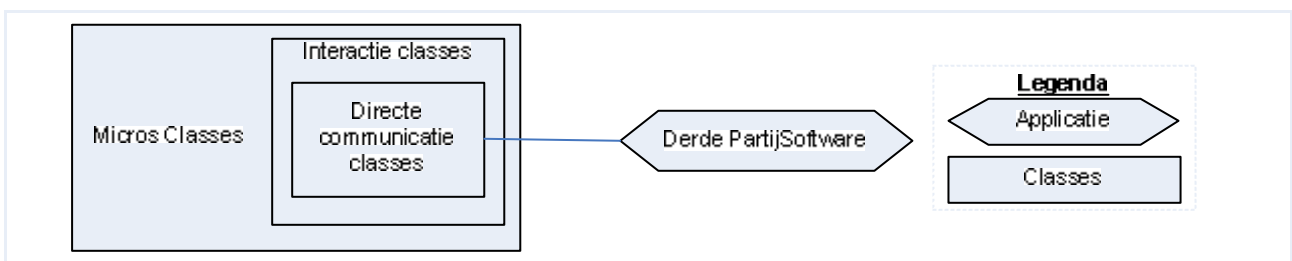 Interactie classes
Micros Classes
Directe
communicatie
classes
Derde PartijSoftware
Legenda
Applicatie
Classes